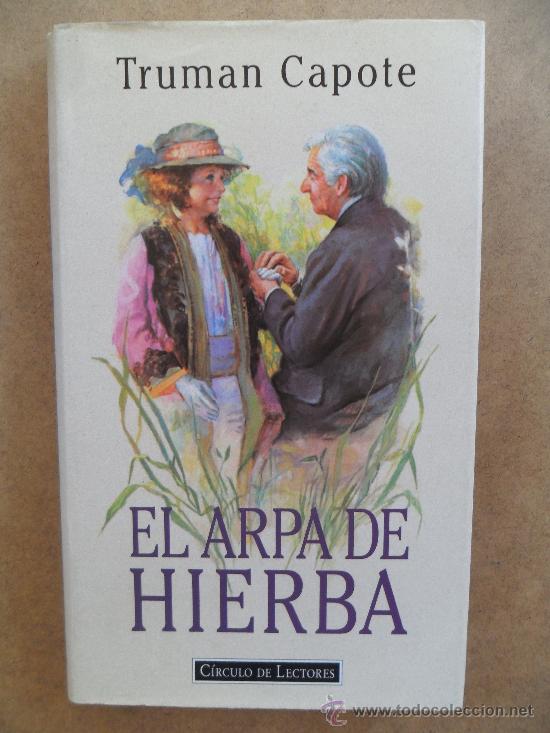 Truman Capote
EL ARPA DE
HIERBA
CÍRCULO DE LECTORES
www.todocoleccion.net